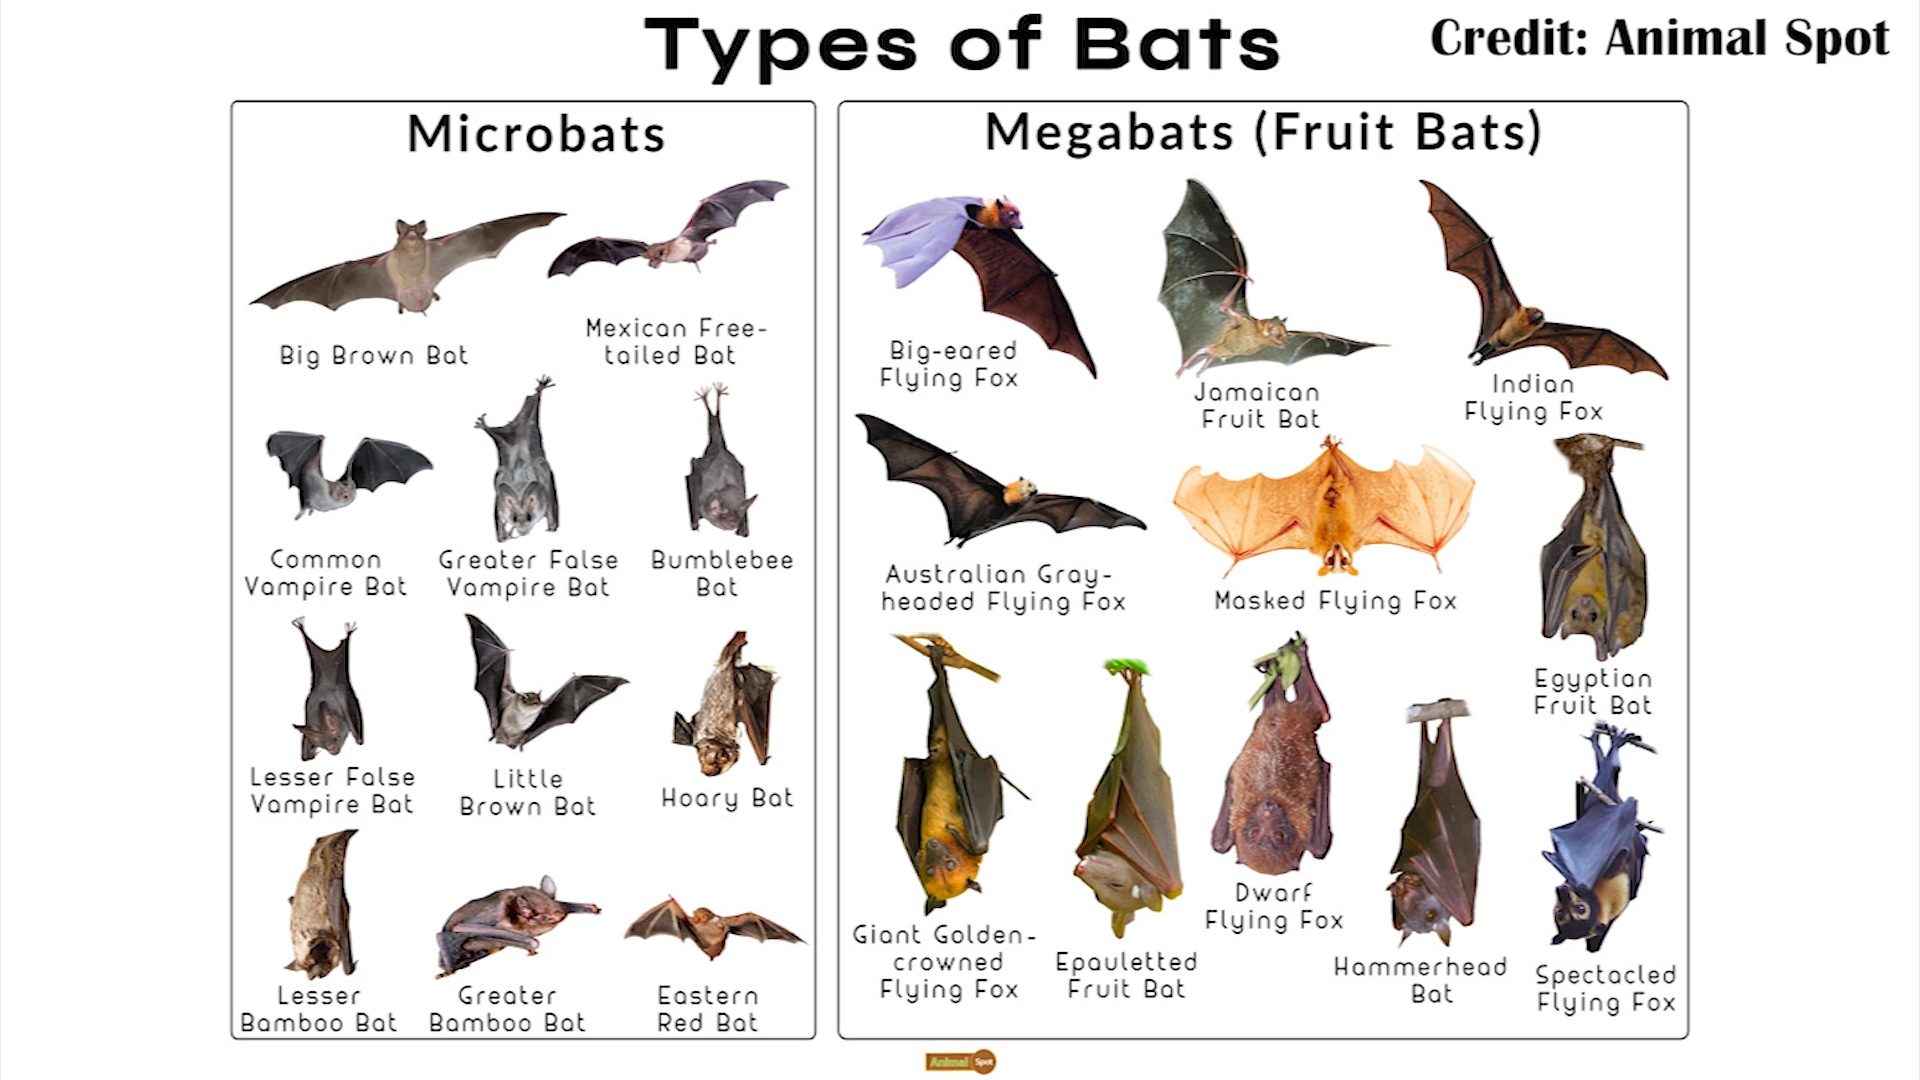 Types of Bats
Credit: Animal Spot
Microbats
Big Brown Bat
Mexican Free-
tailed Bat
Common
Vampire Bat
Greater False
Vampire Bat
Bumblebee
Bat
Lesser False
Vampire Bat
Little
Brown Bat
Hoary Bat
Lesser
Bamboo Bat
Greater
Bamboo Bat
Eastern
Red Bat
Megabats (Fruit Bats)
Big-eared
Flying Fox
Jamaican
Fruit Bat
Indian
Flying Fox
Australian Gray-
headed Flying Fox
Masked Flying Fox
Egyptian
Fruit Bat
Giant Golden-
crowned
Flying Fox
Epauletted
Fruit Bat
Dwarf
Flying Fox
Hammerhead
Bat
Spectacled
Flying Fox
Animal Spot